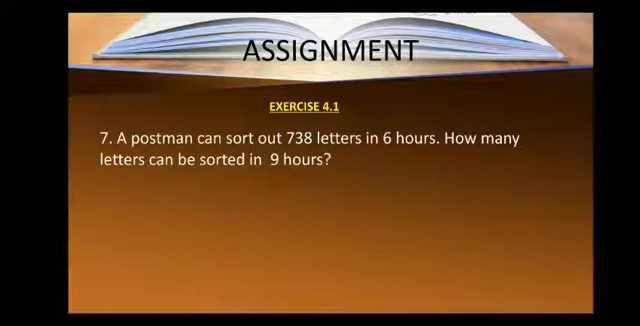 ASSIGNMENT
EXERCISE 4.1
7. A postman can sort out 738 letters in 6 hours. How many
letters can be sorted in 9 hours?